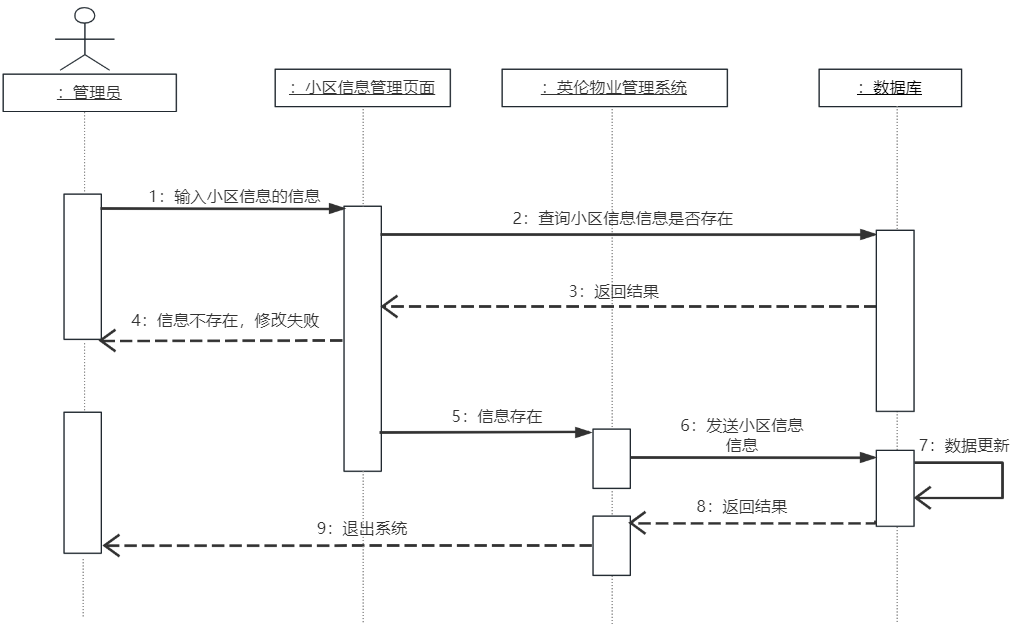 ：管理员
：小区信息管理页面
：英伦物业管理系统
：数据库
1：输入小区信息的信息
2：查询小区信息信息是否存在
3：返回结果
4：信息不存在，修改失败
5：信息存在
6：发送小区信息
信息
7：数据更新
8：返回结果
9：退出系统